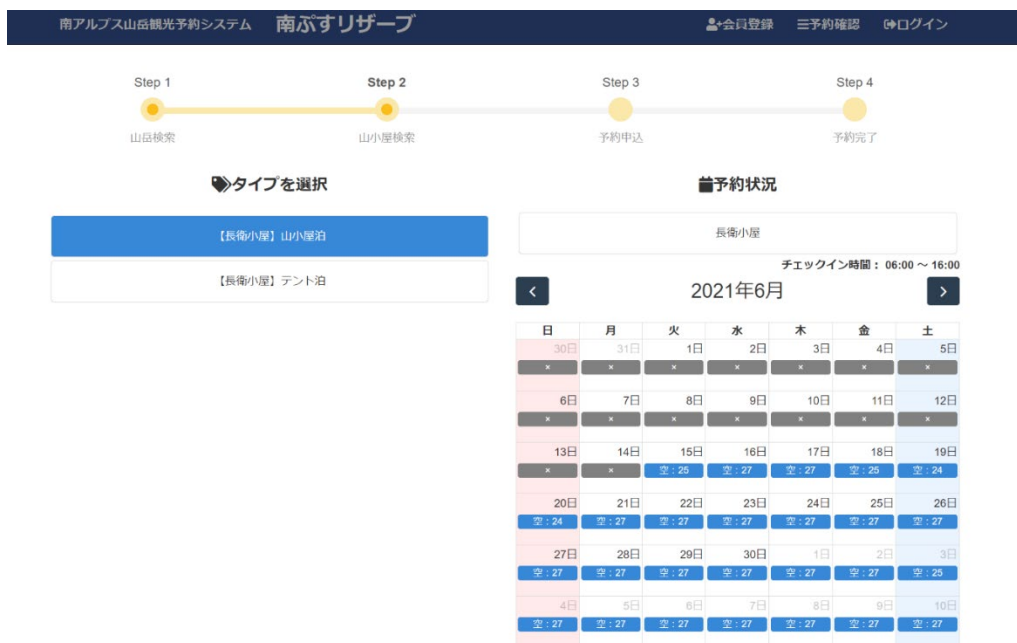 南アルプス山岳観光予約システム 南ぷすリザーブ 会員登録 予約確認 ログイン
Step 1 Step 2 Step 3 Step 4
山岳検索 山小屋検索 予約申込 予約完了
タイプを選択
【長衛小屋】山小屋泊
【長衛小屋】テント泊
予約状況
長衛小屋
チェックイン時間： 06:00 ～ 16:00
2021年6月
日 月 火 水 木 金 土
30日 31日 1日 2日 3日 4日 5日
× × × × × × ×
6日 7日 8日 9日 10日 11日 12日
× × × × × × ×
13日 14日 15日 16日 17日 18日 19日
× × 空：25 空：27 空：27 空：25 空：24
20日 21日 22日 23日 24日 25日 26日
空：24 空：27 空：27 空：27 空：27 空：27 空：27
27日 28日 29日 30日 1日 2日 3日
空：27 空：27 空：27 空：27 空：27 空：27 空：25
4日 5日 6日 7日 8日 9日 10日
空：27 空：27 空：27 空：27 空：27 空：27 空：27